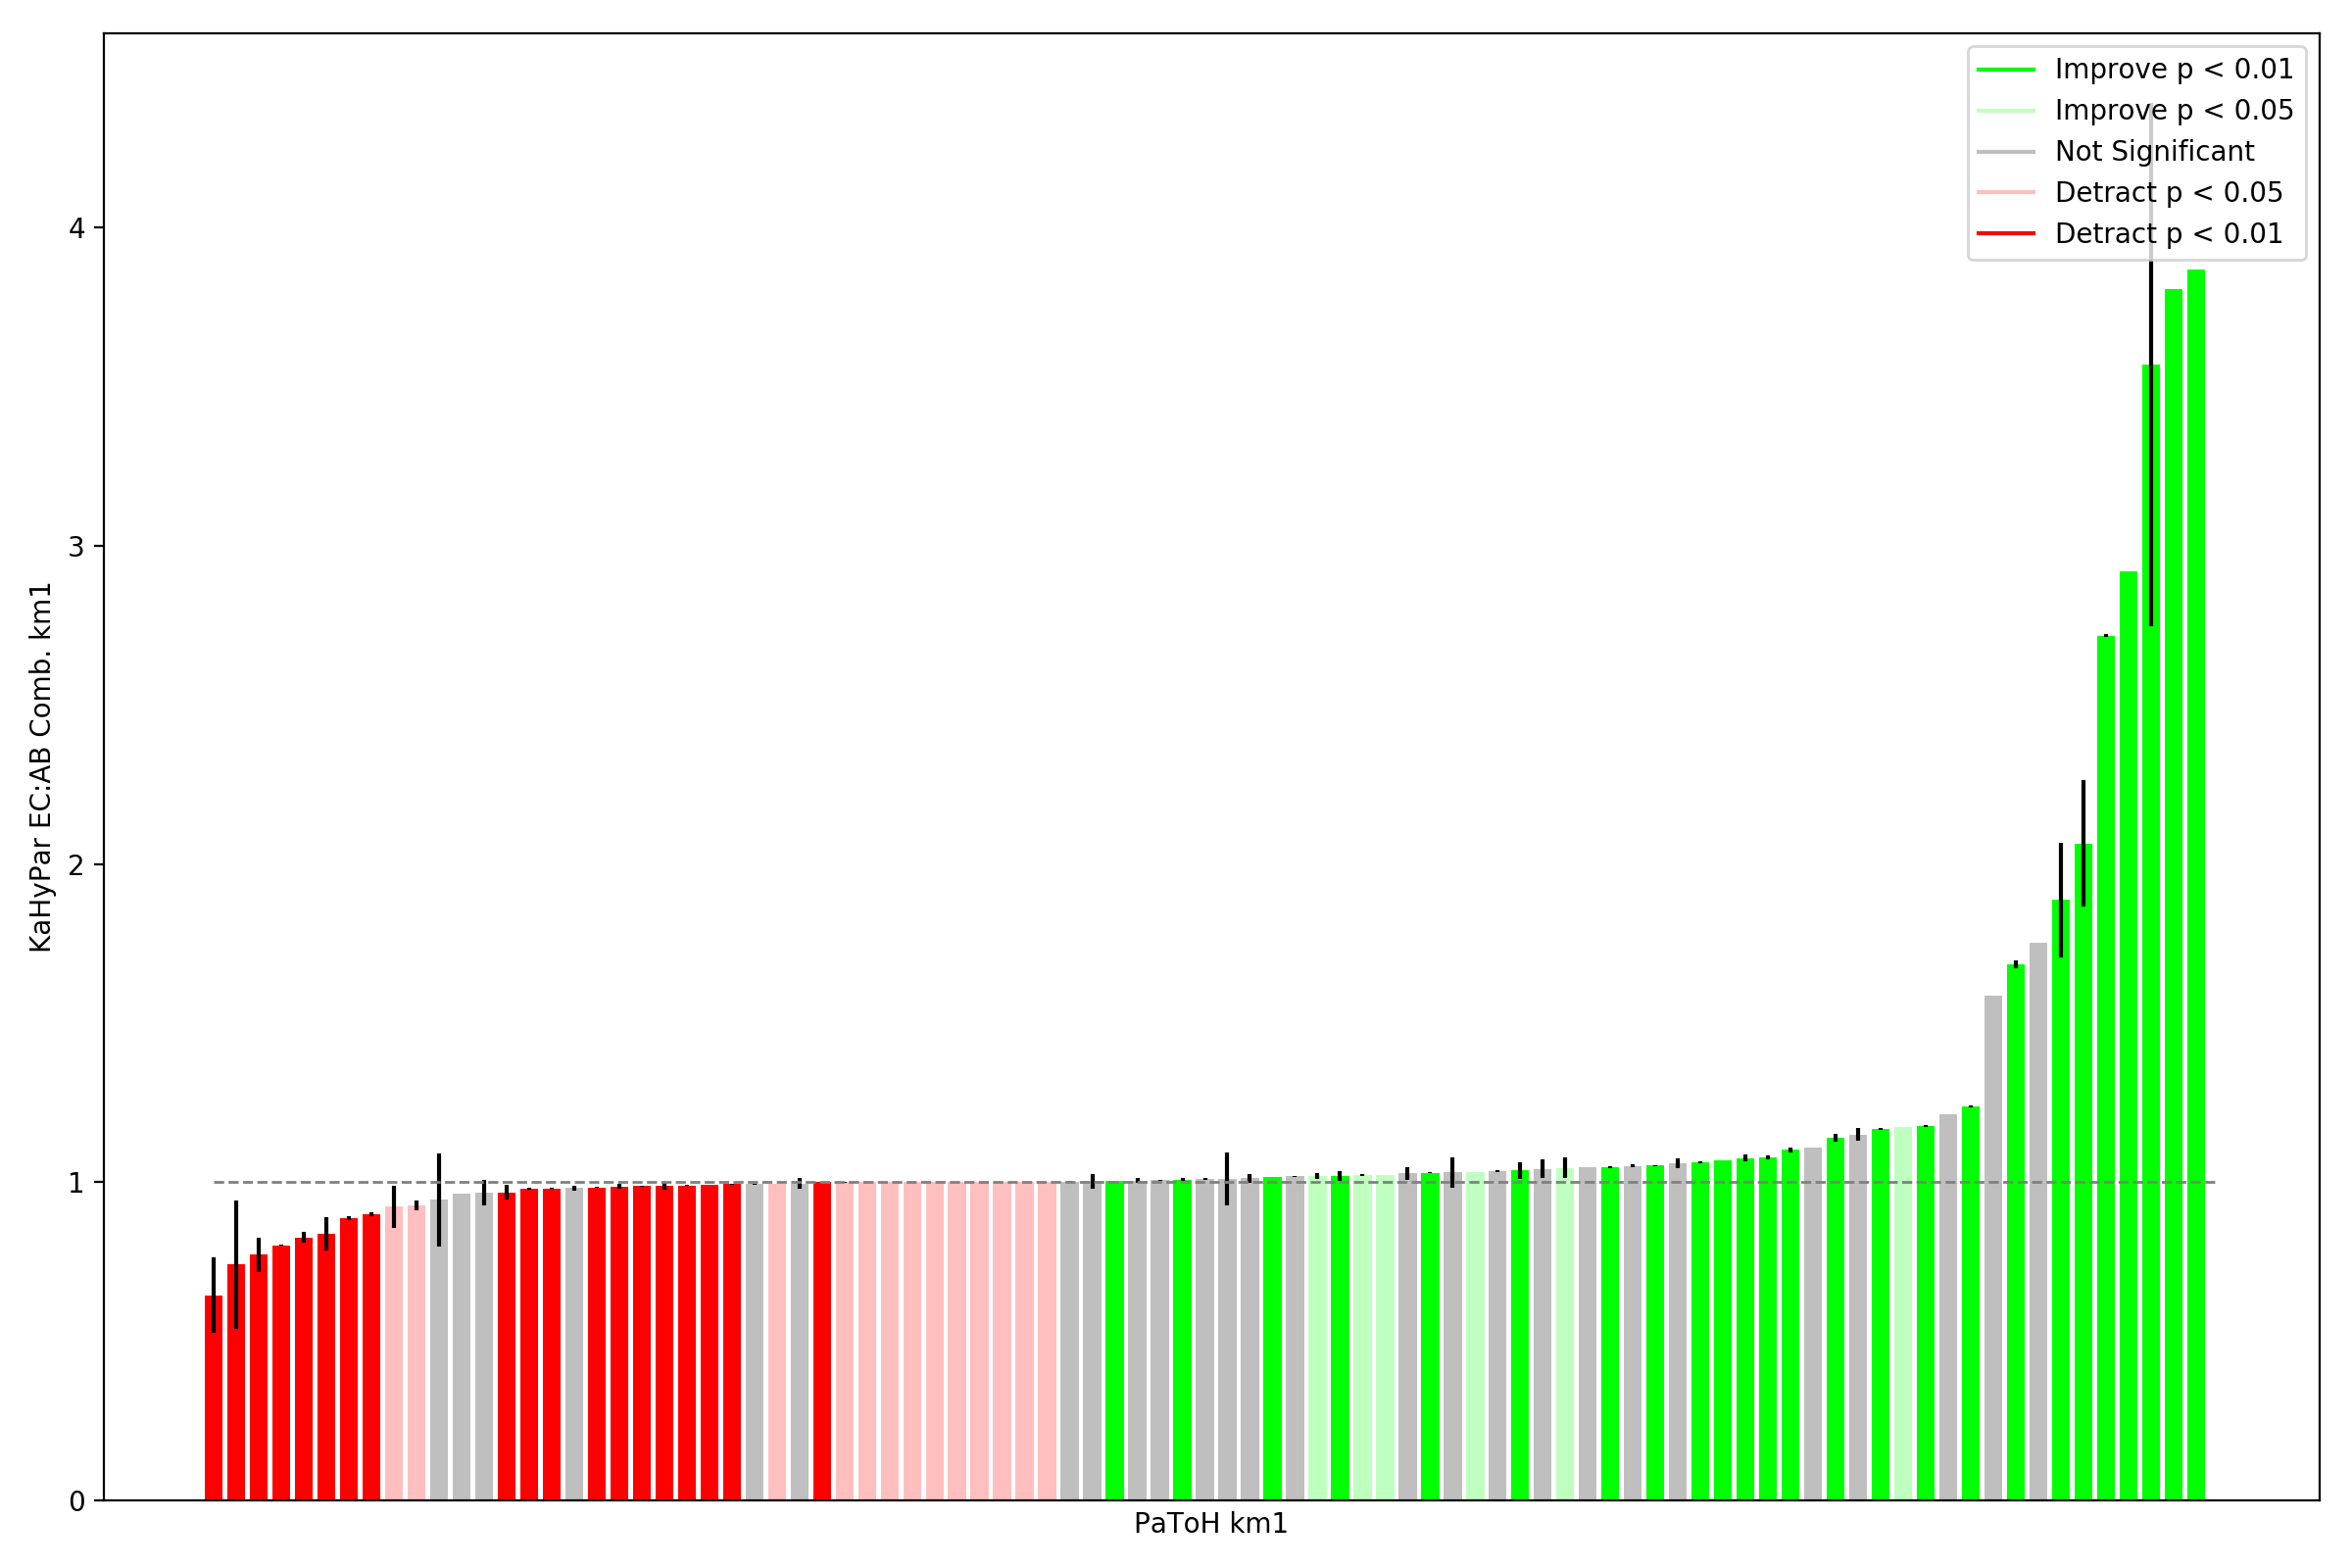 Improve p < 0.01
Improve p < 0.05
Not Significant
Detract p < 0.05
Detract p < 0.01
4
3
2
1
0
KaHyPar EC:AB Comb. km1
PaToH km1